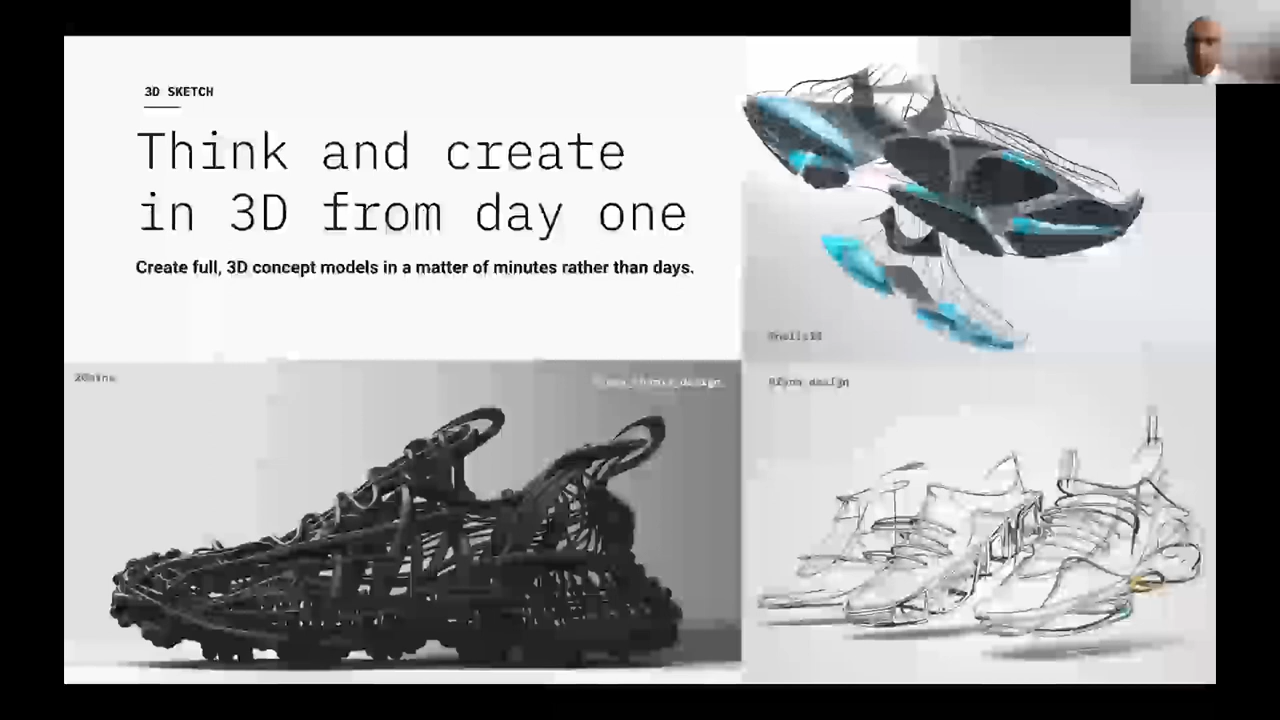 3D SKETCH
Think and create
in 3D from day one
Create full, 3D concept models in a matter of minutes rather than days.